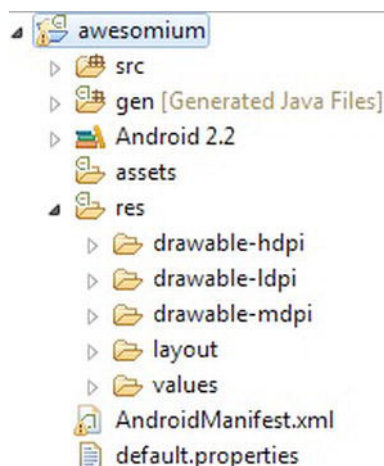 awesomium
src
gen [Generated Java Files]
Android 2.2
assets
res
drawable-hdpi
drawable-ldpi
drawable-mdpi
layout
values
AndroidManifest.xml
default.properties